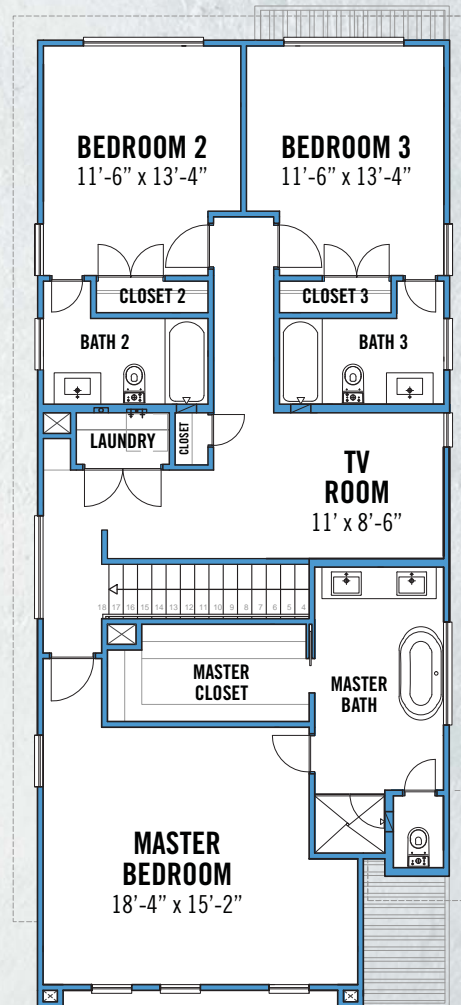 BEDROOM 2
11’-6” x 13’-4”
BEDROOM 3
11’-6” x 13’-4”
CLOSET 2
CLOSET 3
BATH 2
BATH 3
LAUNDRY
CLOSET
TV
ROOM
11’ x 8’-6”
18 17 16 15 14 13 12 11 10 9 8 7 6 5 4
MASTER
CLOSET
MASTER
BATH
MASTER
BEDROOM
18’-4” x 15’-2”